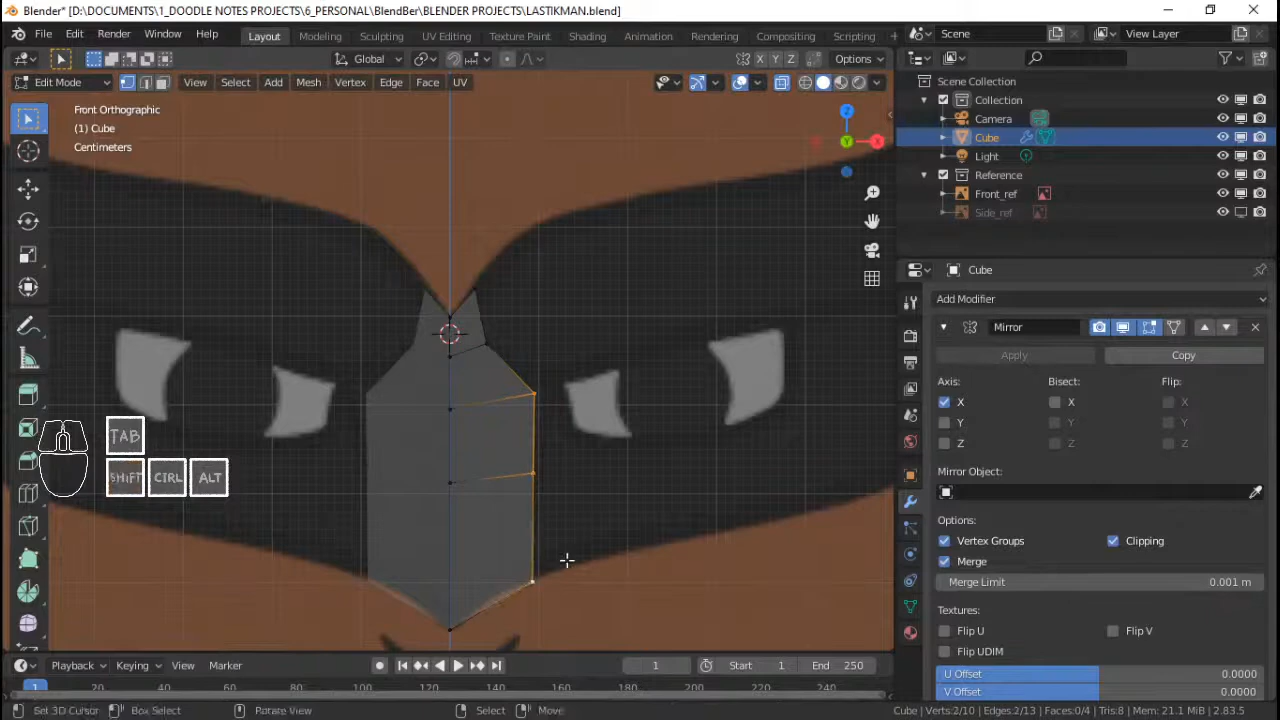 Blender* [D:\DOCUMENTS\1_DOODLE NOTES PROJECTS\6_PERSONAL\BlendBer\BLENDER PROJECTS\LASTIKMAN.blend]
File Edit Render Window Help Layout Modeling Sculpting UV Editing Texture Paint Shading Animation Rendering Compositing Scripting + Scene View Layer
Global X Y Z Options
Edit Mode View Select Add Mesh Vertex Edge Face UV
Scene Collection
Collection
Camera
Cube
Light
Reference
Front_ref
Side_ref
Front Orthographic
(1) Cube
Centimeters
Z
X
Y
TAB
SHIFT CTRL ALT
Cube
Add Modifier
Mirror
Apply Copy
Axis: Bisect: Flip:
X X X
Y Y Y
Z Z Z
Mirror Object:
Options:
Vertex Groups Clipping
Merge
Merge Limit 0.001 m
Textures:
Flip U Flip V
Flip UDIM
U Offset 0.0000
V Offset 0.0000
Playback Keying View Marker 1 Start 1 End 250
1 20 40 60 80 100 120 140 160 180 200 220 240
Set 3D Cursor Box Select Rotate View Select Move Cube | Verts:2/10 | Edges:2/13 | Faces:0/4 | Tris:8 | Mem: 21.1 MiB | 2.83.5